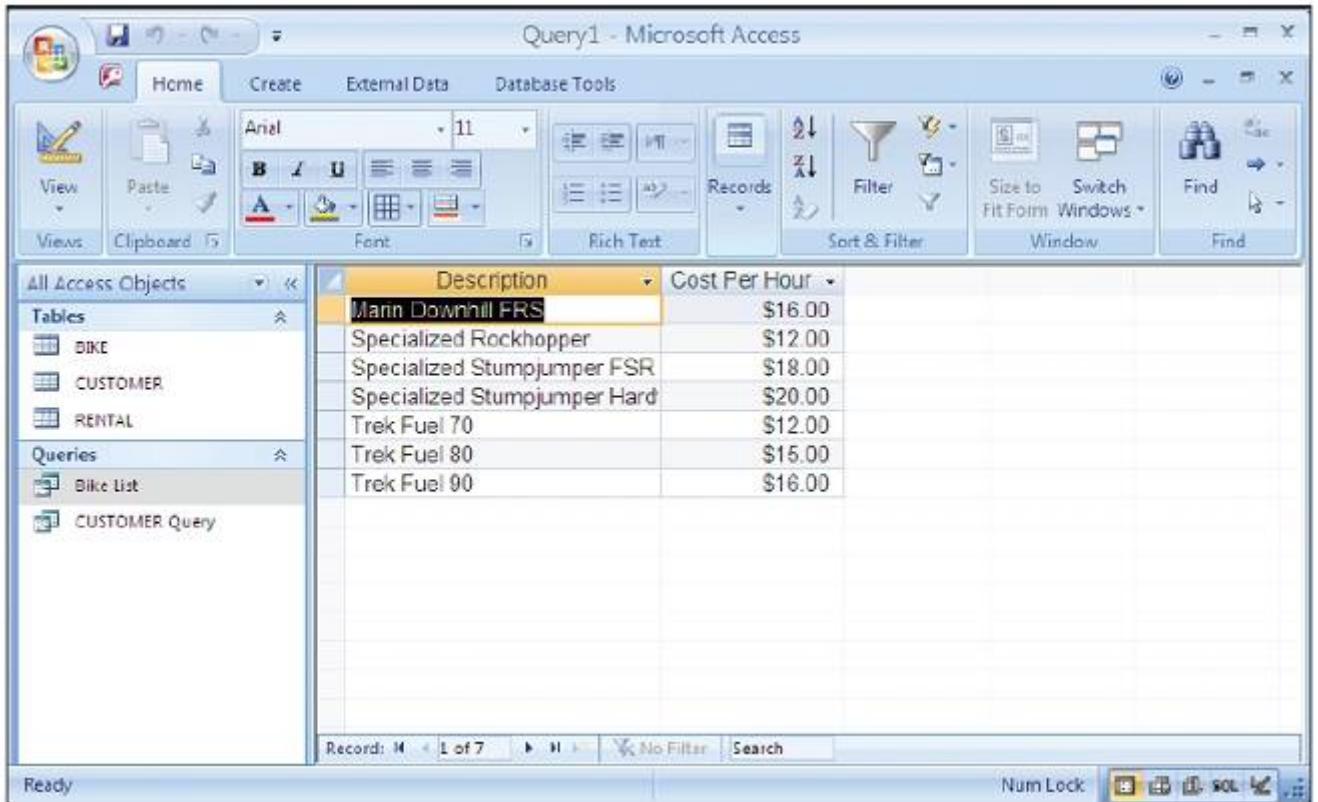 Query1 - Microsoft Access
Home Create External Data Database Tools
Arial 11
B I U
A
View Paste Records Filter Size to Fit Form Switch Windows Find
Views Clipboard Font Rich Text Sort & Filter Window Find
All Access Objects
Tables
BIKE
CUSTOMER
RENTAL
Queries
Bike List
CUSTOMER Query
Description Cost Per Hour
Marin Downhill FRS $16.00
Specialized Rockhopper $12.00
Specialized Stumpjumper FSR $18.00
Specialized Stumpjumper Hard $20.00
Trek Fuel 70 $12.00
Trek Fuel 80 $15.00
Trek Fuel 90 $16.00
Record: 1 of 7 No Filter Search
Ready Num Lock SQL